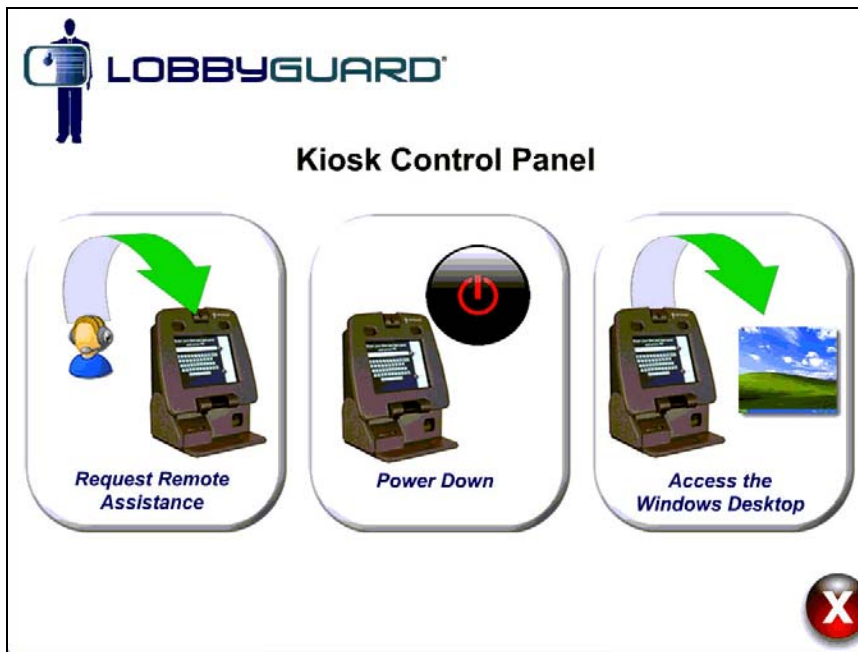 LOBBYGUARD®
Kiosk Control Panel
Request Remote
Assistance
Power Down
Access the
Windows Desktop
X